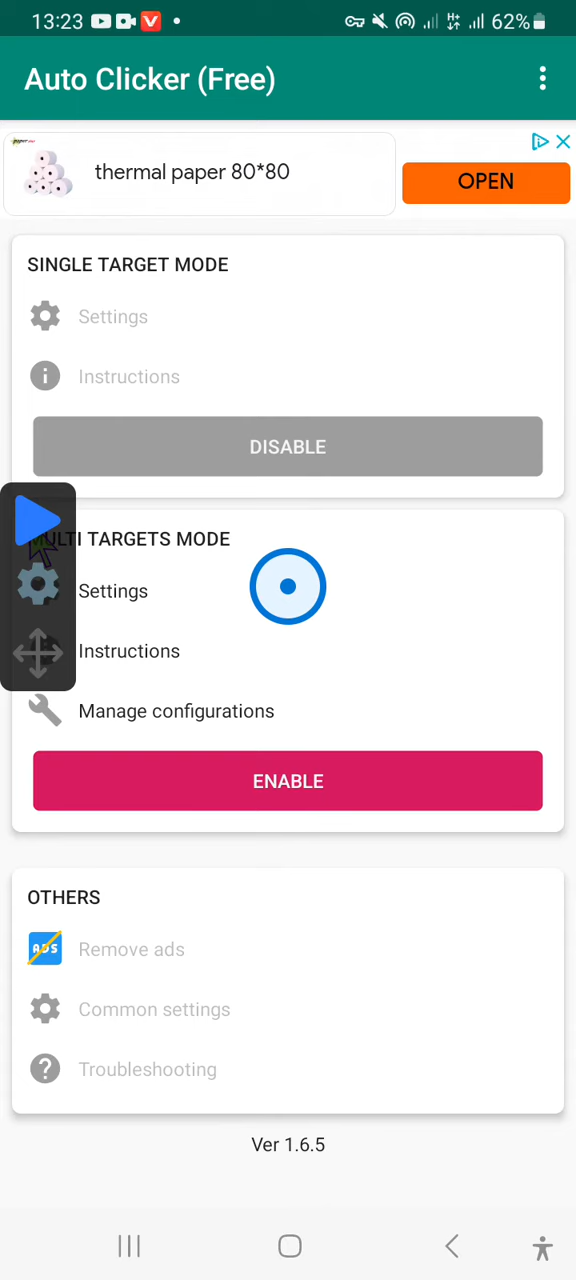 13:23
62%
Auto Clicker (Free)
thermal paper 80*80
OPEN
SINGLE TARGET MODE
Settings
Instructions
DISABLE
MULTI TARGETS MODE
Settings
Instructions
Manage configurations
ENABLE
OTHERS
ADS
Remove ads
Common settings
Troubleshooting
Ver 1.6.5